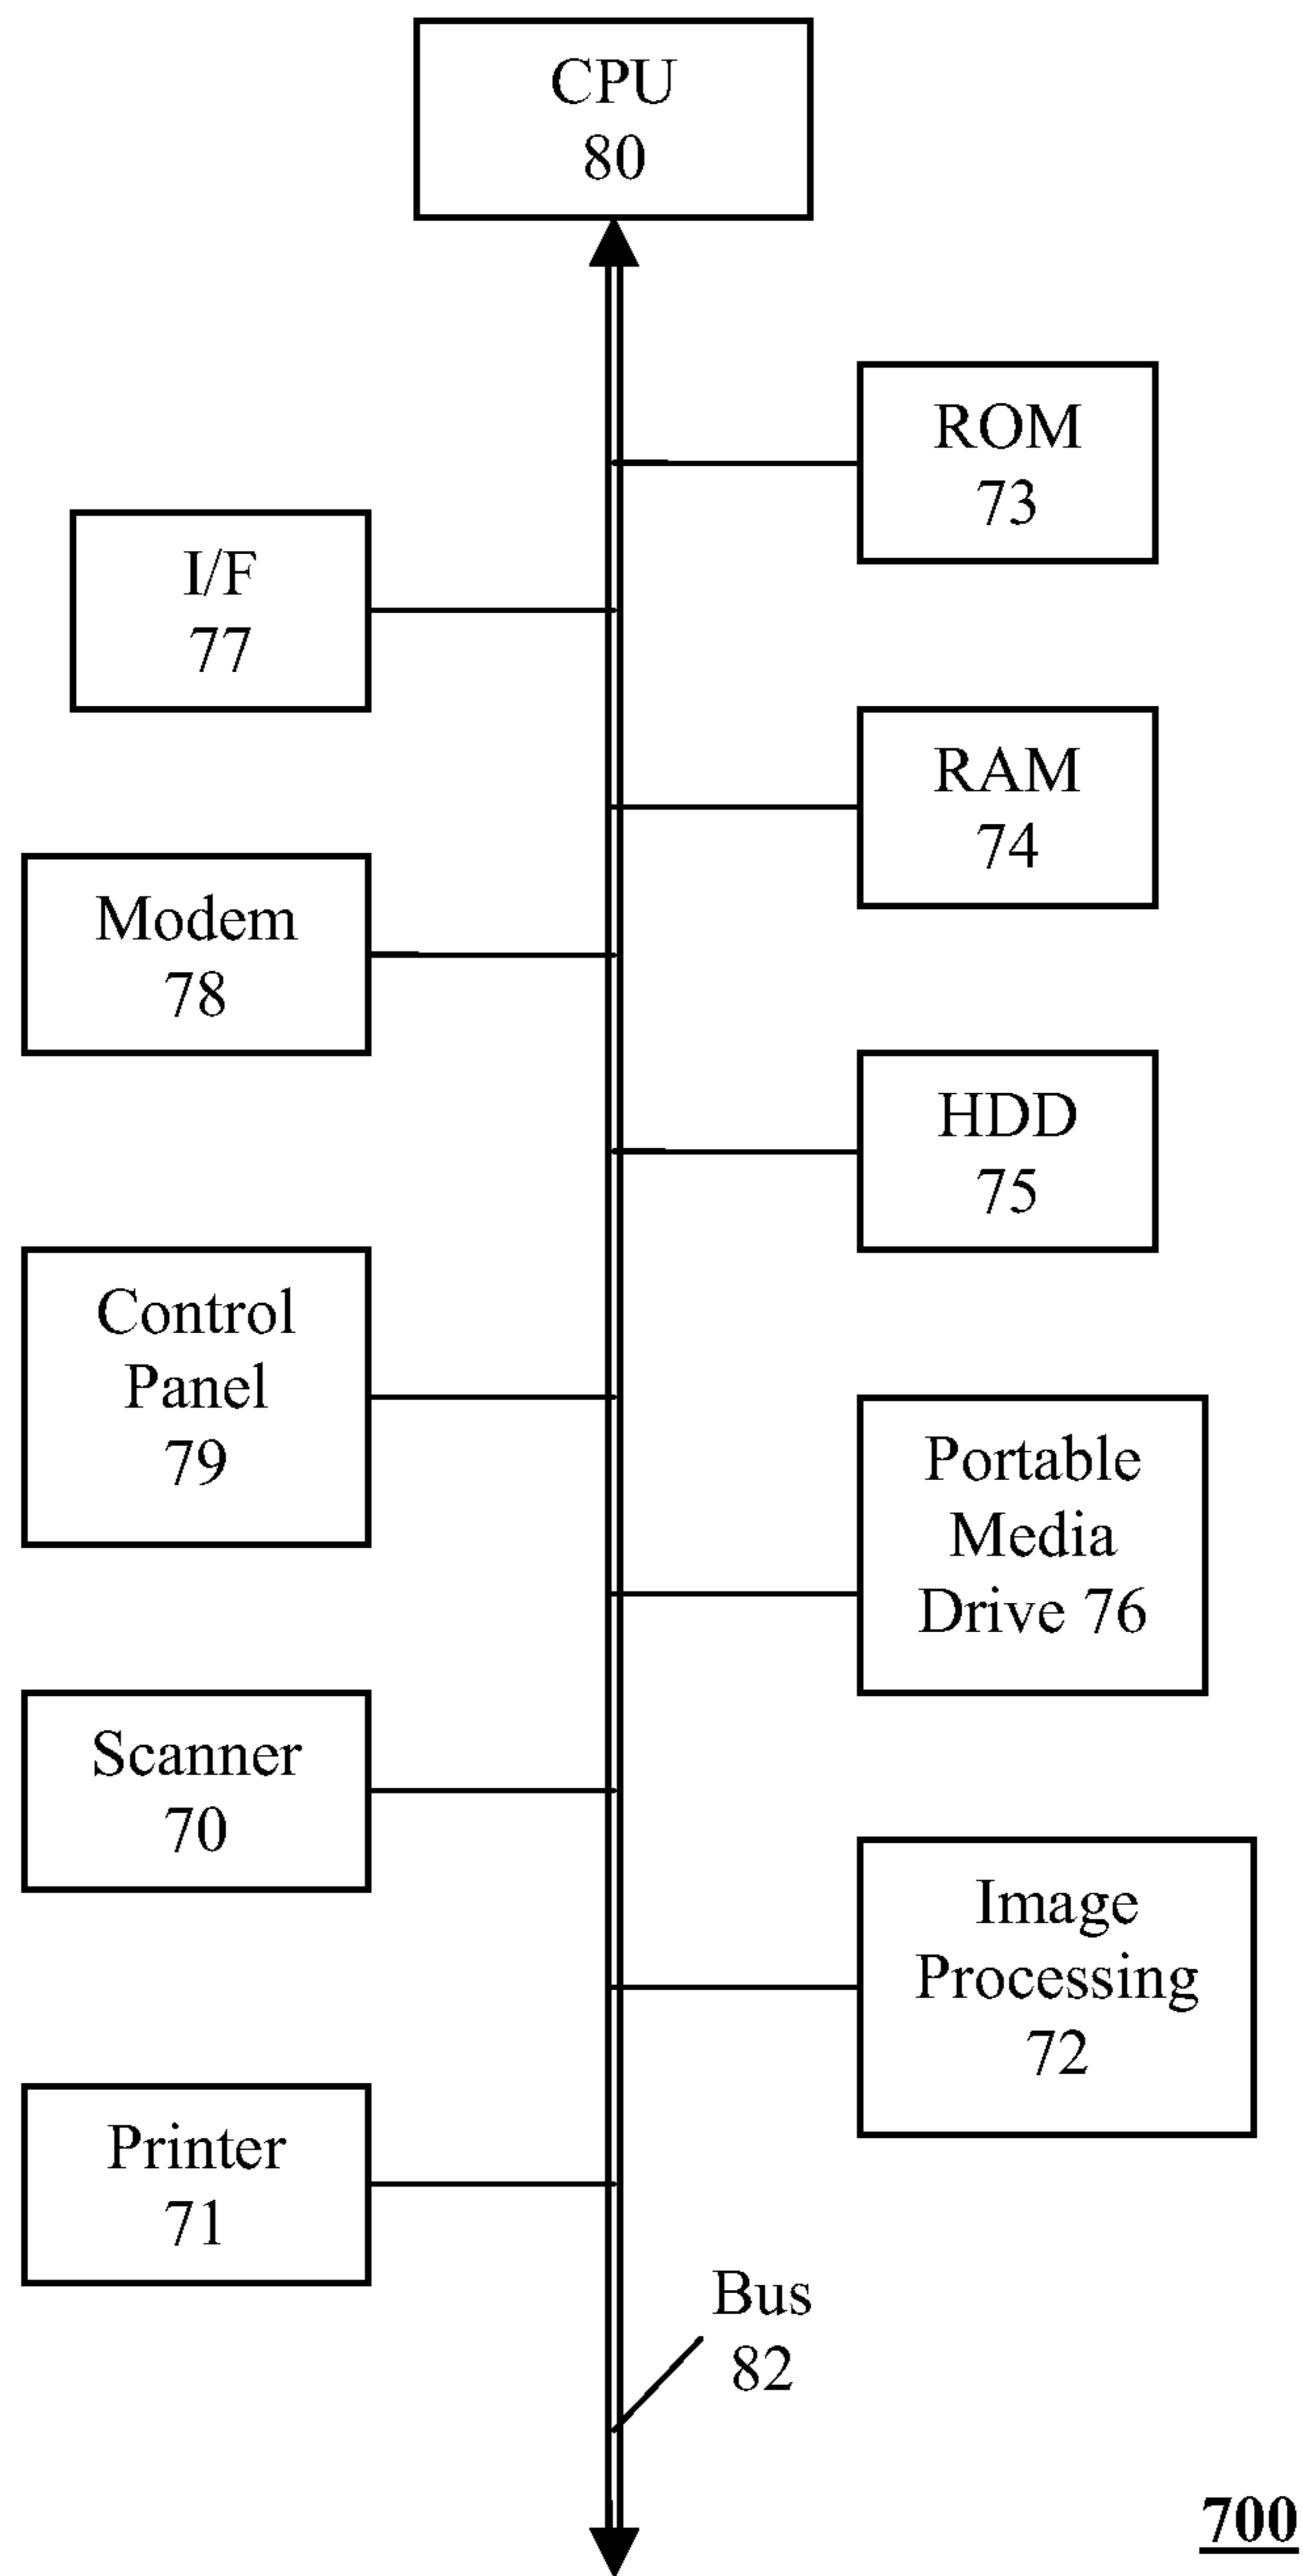 CPU
80
ROM
73
I/F
77
RAM
74
Modem
78
HDD
75
Control
Panel
79
Portable
Media
Drive 76
Scanner
70
Image
Processing
72
Printer
71
Bus
82
700